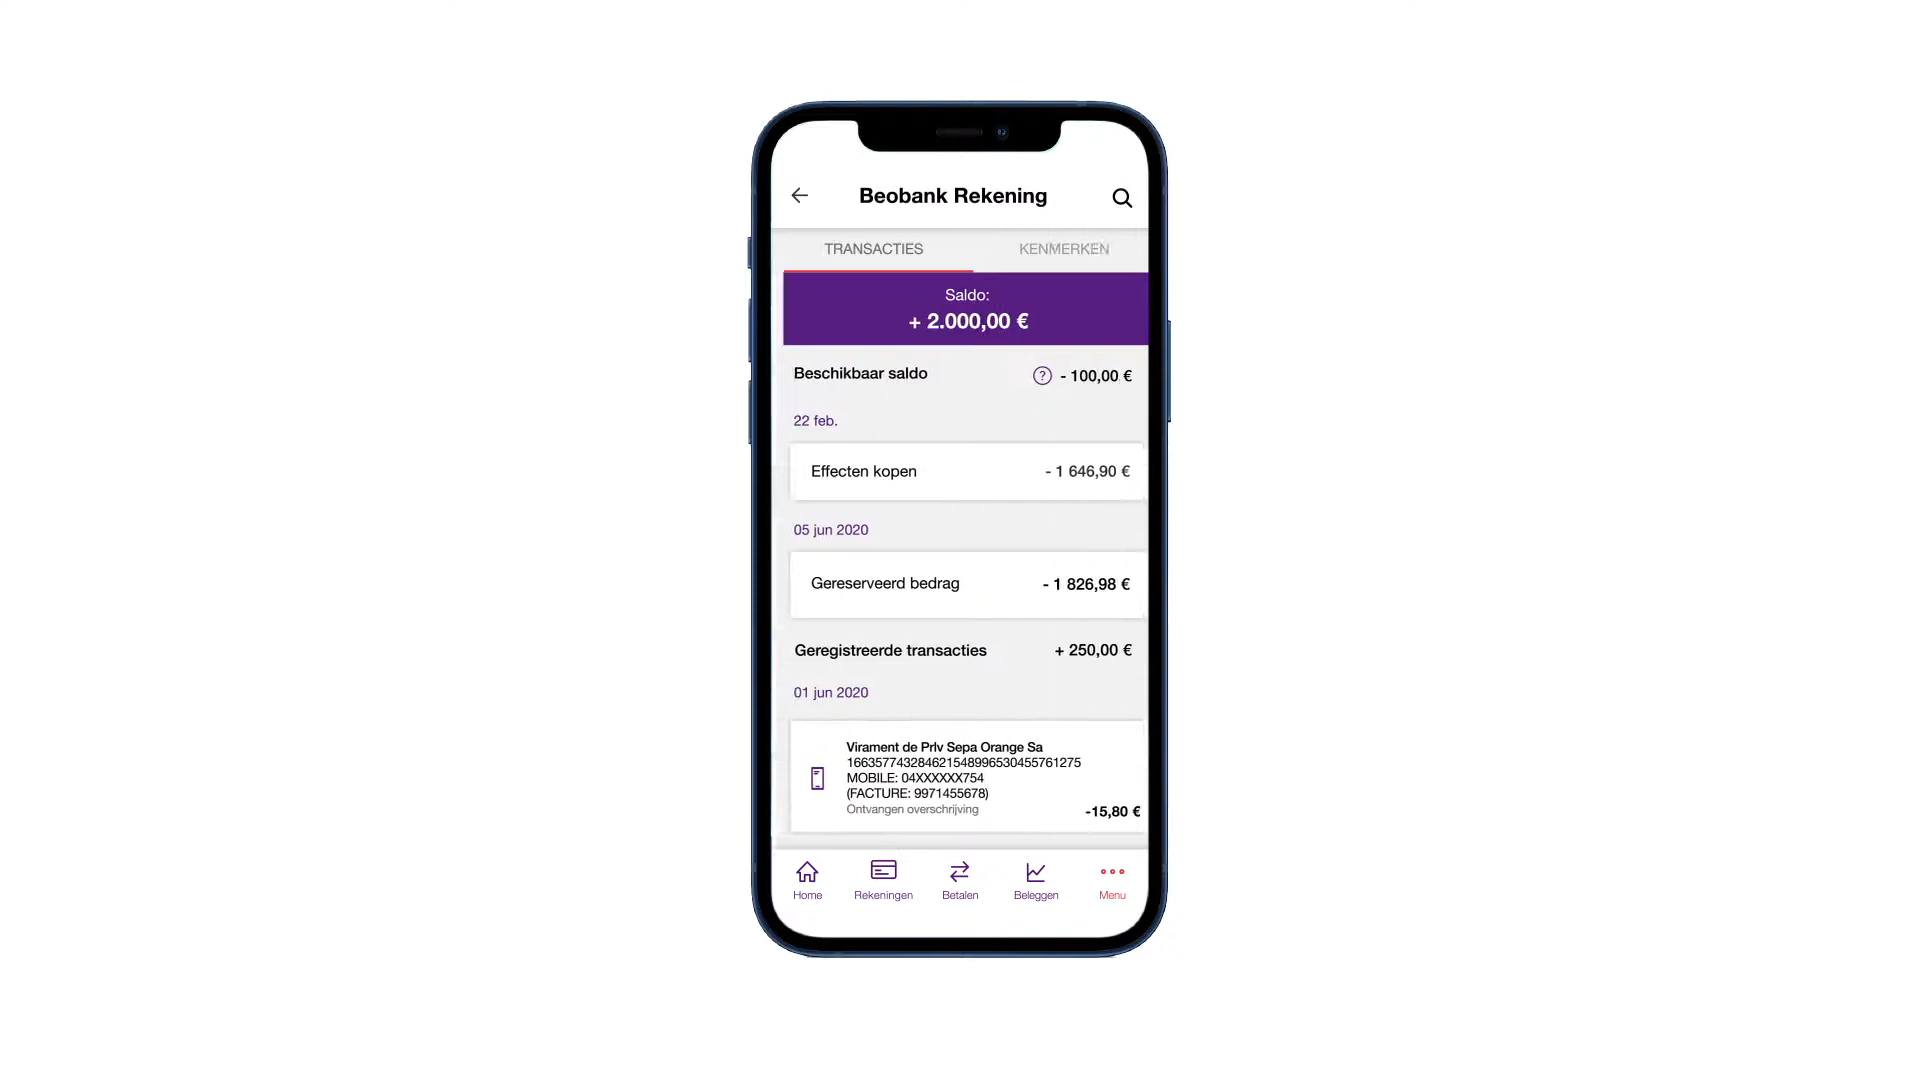 Beobank Rekening
TRANSACTIES
KENMERKEN
Saldo:
+ 2.000,00 €
Beschikbaar saldo
? - 100,00 €
22 feb.
Effecten kopen
- 1 646,90 €
05 jun 2020
Gereserveerd bedrag
- 1 826,98 €
Geregistreerde transacties
+ 250,00 €
01 jun 2020
Virament de Prlv Sepa Orange Sa
16635774328462154899653045576​1275
MOBILE: 04XXXXXX754
(FACTURE: 9971455678)
Ontvangen overschrijving
-15,80 €
Home
Rekeningen
Betalen
Beleggen
Menu